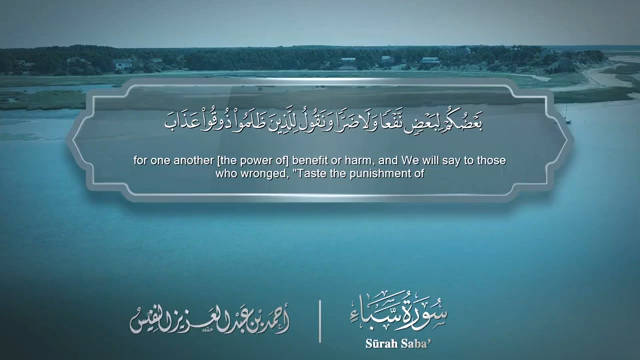 بَعْضُكُمْ لِبَعْضٍ نَّفْعًا وَلَا ضَرًّا وَنَقُولُ لِلَّذِينَ ظَلَمُوا۟ ذُوقُوا۟ عَذَابَ
for one another [the power of] benefit or harm, and We will say to those
who wronged, "Taste the punishment of
سُورَةُ سَبَإٍ
Sūrah Saba’
أحمد بن عبد العزيز النفيس